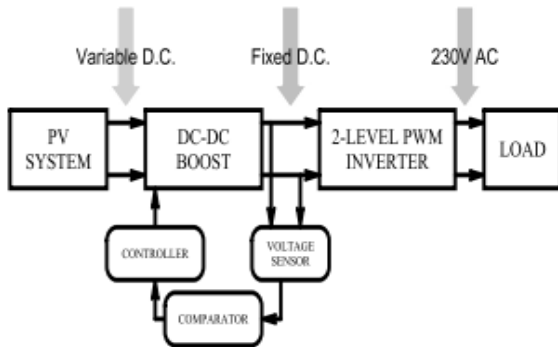 Variable D.C.
Fixed D.C.
230V AC
PV
SYSTEM
DC-DC
BOOST
2-LEVEL PWM
INVERTER
LOAD
CONTROLLER
VOLTAGE
SENSOR
COMPARATOR